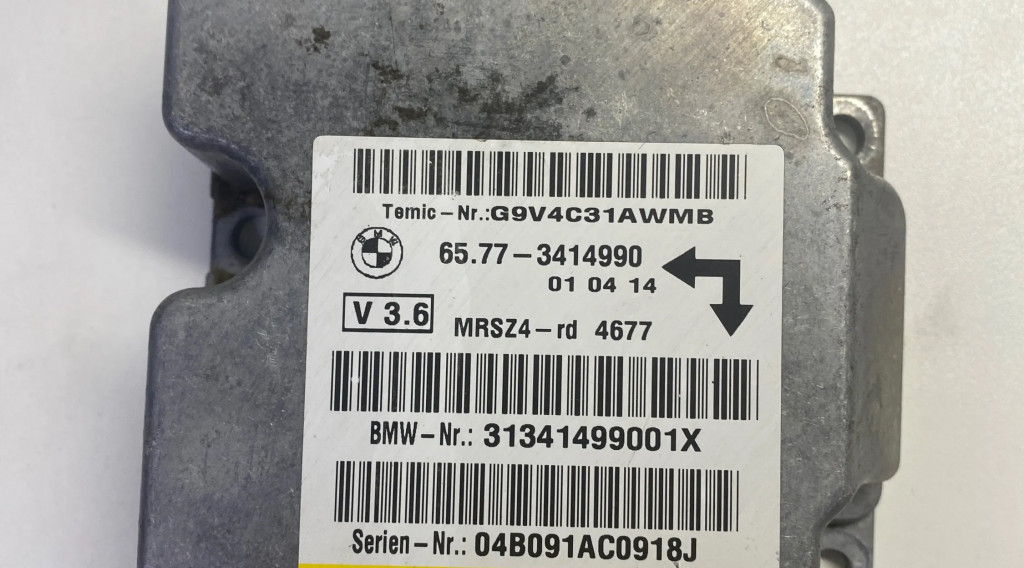 Temic-Nr.:G9V4C31AWMB
BMW
65.77-3414990
01 04 14
V 3.6
MRSZ4-rd 4677
BMW-Nr.: 31341499001X
Serien-Nr.: 04B091AC0918J